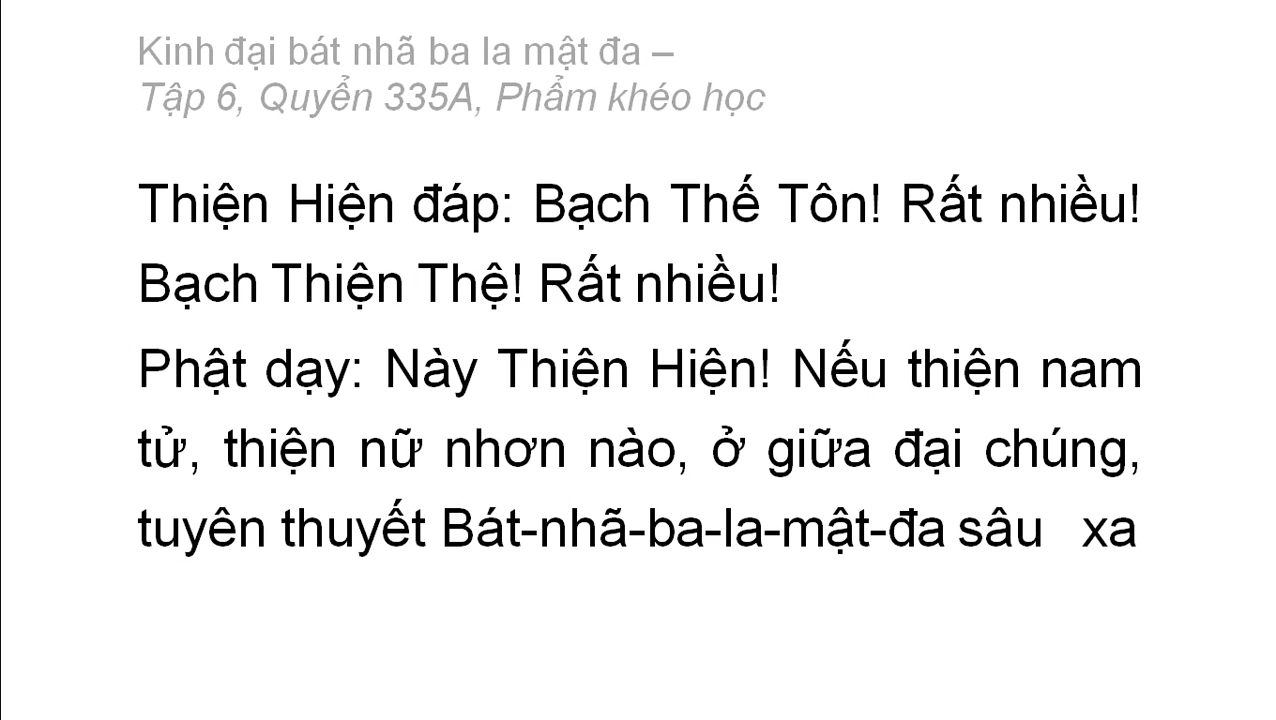 Kinh đại bát nhã ba la mật đa –
Tập 6, Quyển 335A, Phẩm khéo học
Thiện Hiện đáp: Bạch Thế Tôn! Rất nhiều!
Bạch Thiện Thệ! Rất nhiều!
Phật dạy: Này Thiện Hiện! Nếu thiện nam
tử, thiện nữ nhơn nào, ở giữa đại chúng,
tuyên thuyết Bát-nhã-ba-la-mật-đa sâu xa